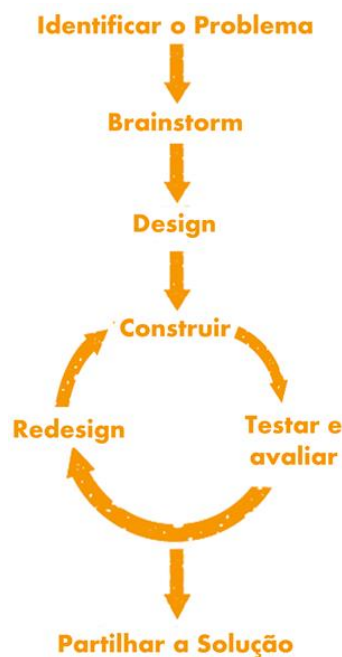 Identificar o Problema
Brainstorm
Design
Construir
Redesign
Testar e
avaliar
Partilhar a Solução